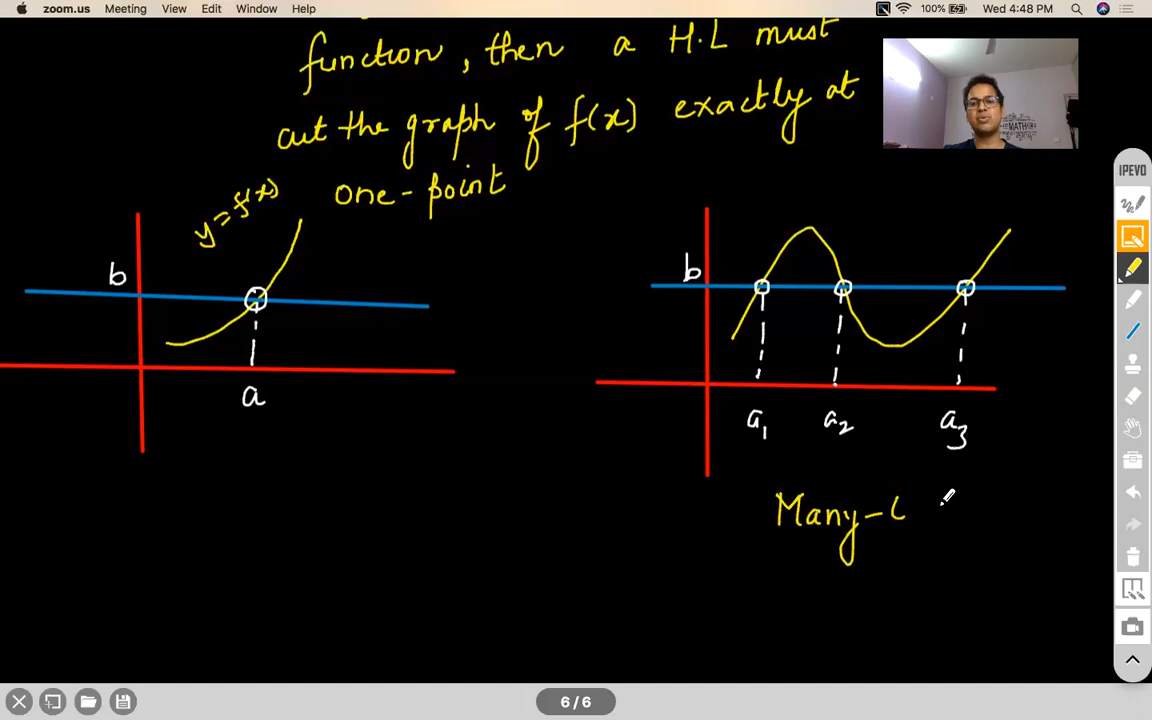 zoom.us Meeting View Edit Window Help
100% Wed 4:48 PM
function, then a H.L must
cut the graph of f(x) exactly at
one-point
y=f(x)
b
a
b
a1 a2 a3
Many-
IPEVO
MATH
6 / 6